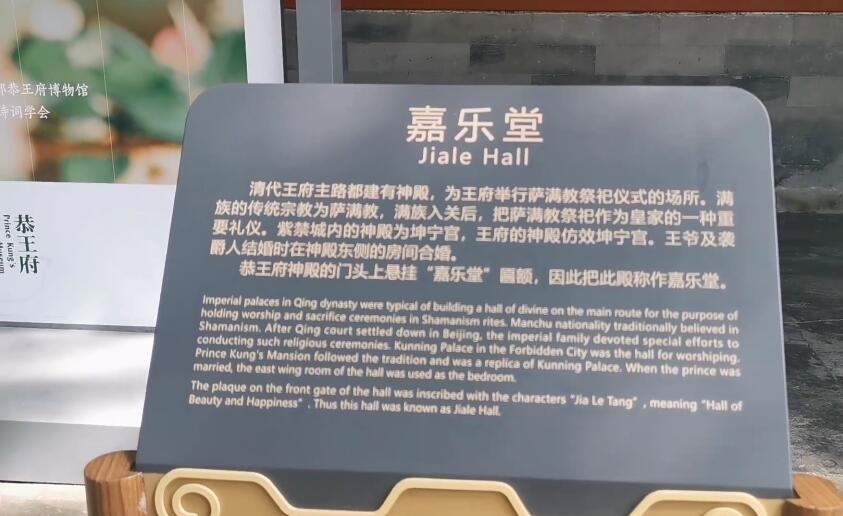 邸恭王府博物馆
诗词学会
恭王府
Prince Kung's
Museum
嘉乐堂
Jiale Hall
清代王府主路都建有神殿，为王府举行萨满教祭祀仪式的场所。满
族的传统宗教为萨满教，满族入关后，把萨满教祭祀作为皇家的一种重
要礼仪。紫禁城内的神殿为坤宁宫，王府的神殿仿效坤宁宫。王爷及袭
爵人结婚时在神殿东侧的房间合婚。
恭王府神殿的门头上悬挂“嘉乐堂”匾额，因此把此殿称作嘉乐堂。
Imperial palaces in Qing dynasty were typical of building a hall of divine on the main route for the purpose of
holding worship and sacrifice ceremonies in Shamanism rites. Manchu nationality traditionally believed in
Shamanism. After Qing court settled down in Beijing, the imperial family devoted special efforts to
conducting such religious ceremonies. Kunning Palace in the Forbidden City was the hall for worshiping.
Prince Kung's Mansion followed the tradition and was a replica of Kunning Palace. When the prince was
married, the east wing room of the hall was used as the bedroom.
The plaque on the front gate of the hall was inscribed with the characters "Jia Le Tang" , meaning "Hall of
Beauty and Happiness" . Thus this hall was known as Jiale Hall.